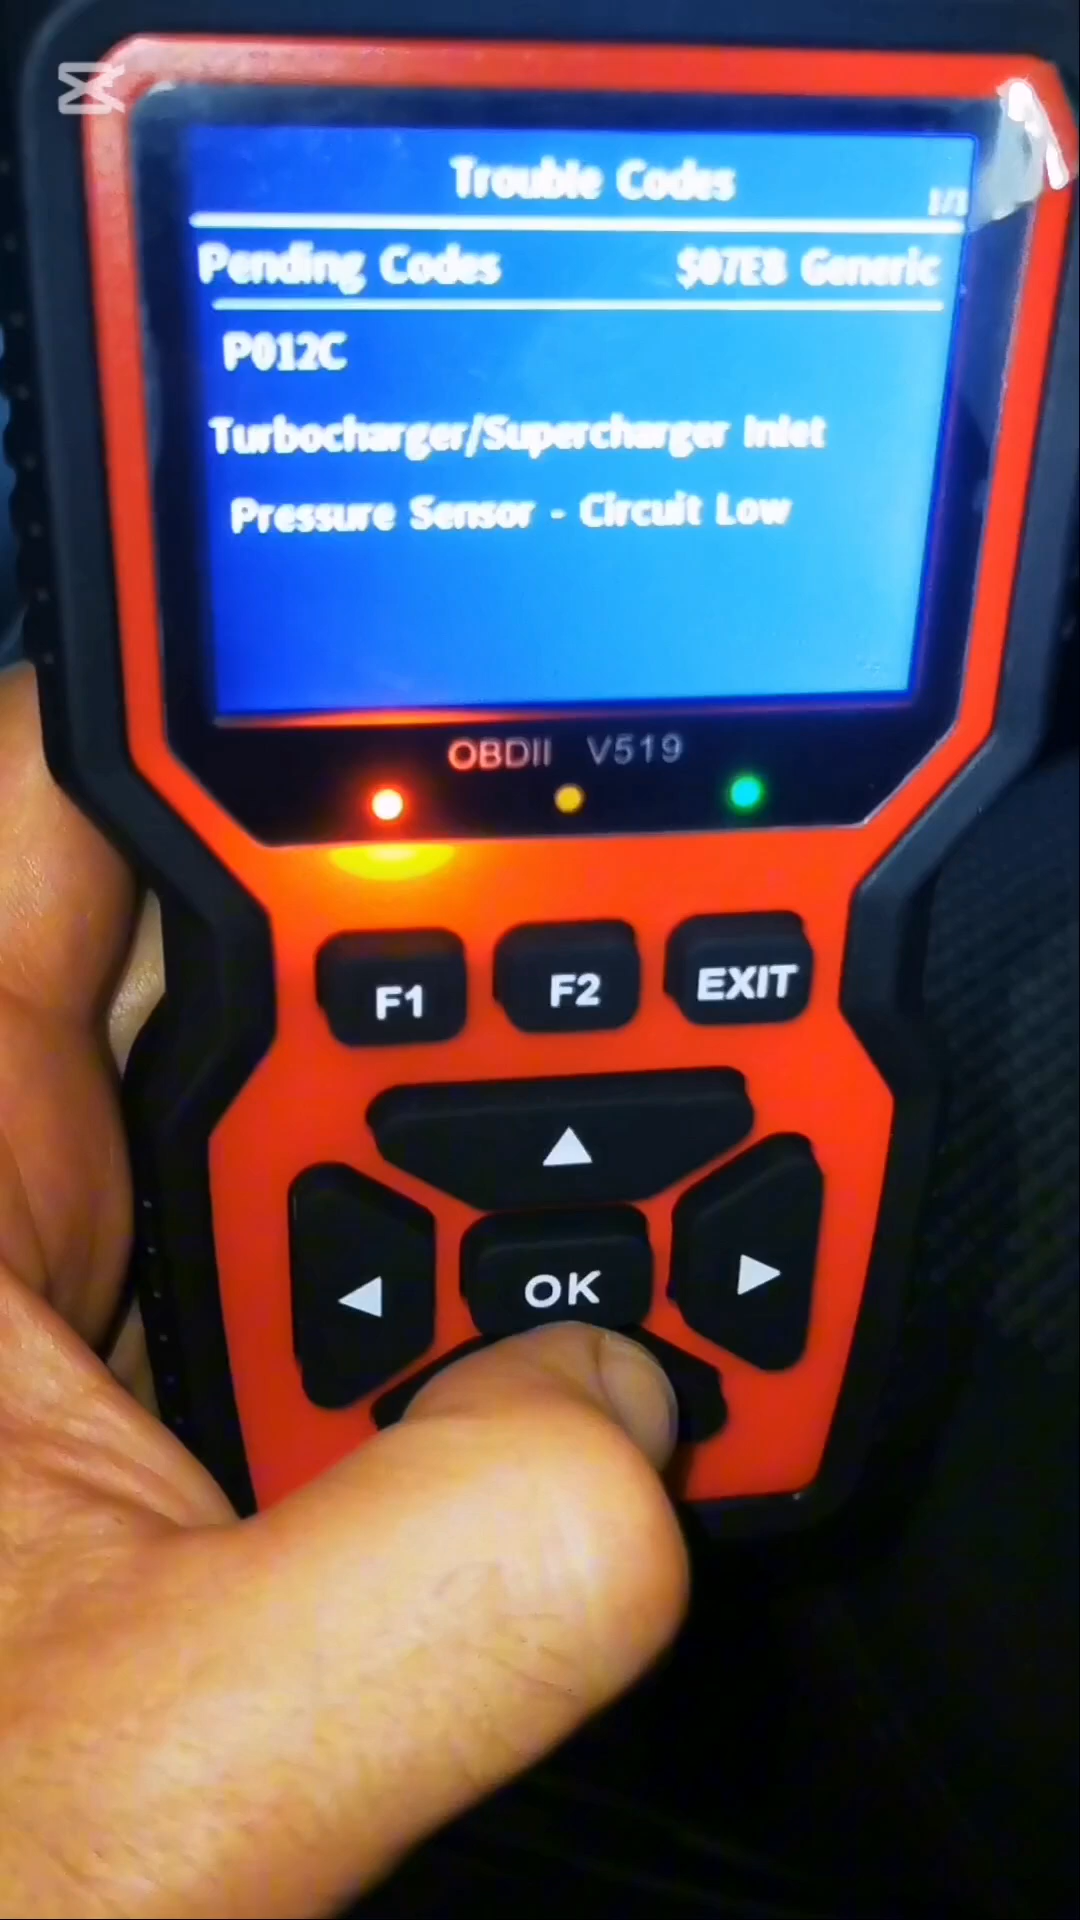 Trouble Codes
1/1
Pending Codes $07E8 Generic
P012C
Turbocharger/Supercharger Inlet
Pressure Sensor - Circuit Low
OBDII V519
F1 F2 EXIT
OK